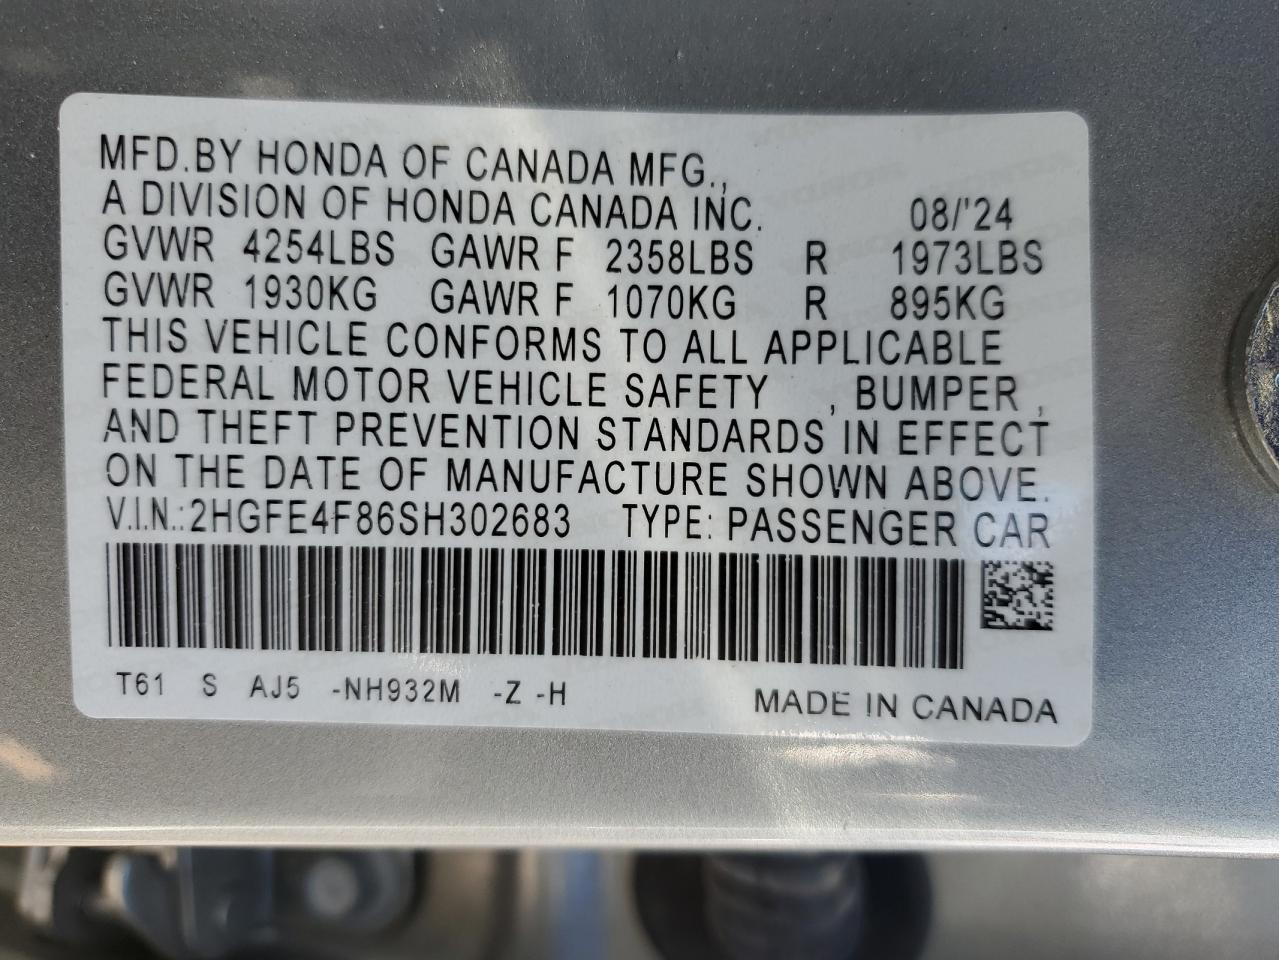 MFD.BY HONDA OF CANADA MFG.,
A DIVISION OF HONDA CANADA INC. 08/'24
GVWR 4254LBS GAWR F 2358LBS R 1973LBS
GVWR 1930KG GAWR F 1070KG R 895KG
THIS VEHICLE CONFORMS TO ALL APPLICABLE
FEDERAL MOTOR VEHICLE SAFETY , BUMPER ,
AND THEFT PREVENTION STANDARDS IN EFFECT
ON THE DATE OF MANUFACTURE SHOWN ABOVE.
V.I.N.:2HGFE4F86SH302683 TYPE: PASSENGER CAR
T61 S AJ5 -NH932M -Z -H MADE IN CANADA